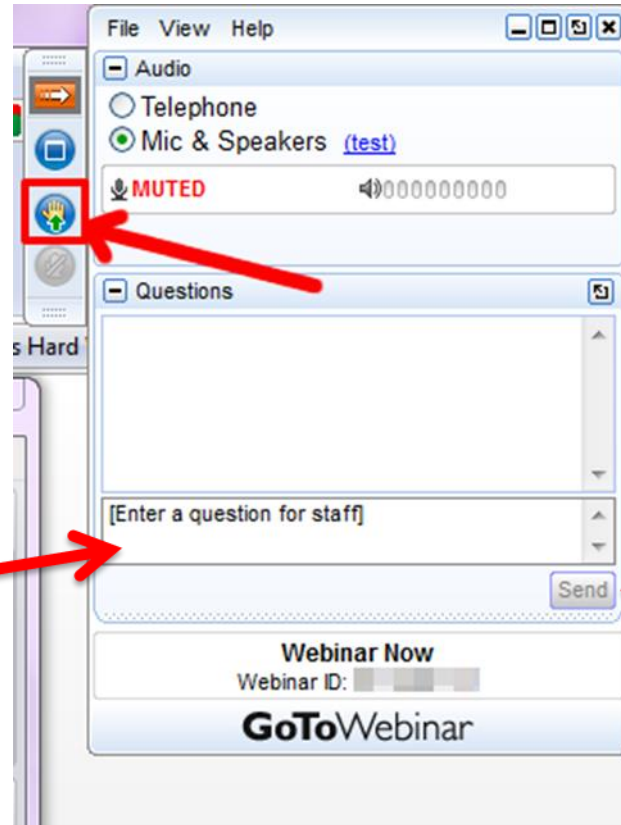 File View Help
Audio
Telephone
Mic & Speakers (test)
MUTED 000000000
Questions
s Hard
[Enter a question for staff]
Send
Webinar Now
Webinar ID:
GoToWebinar